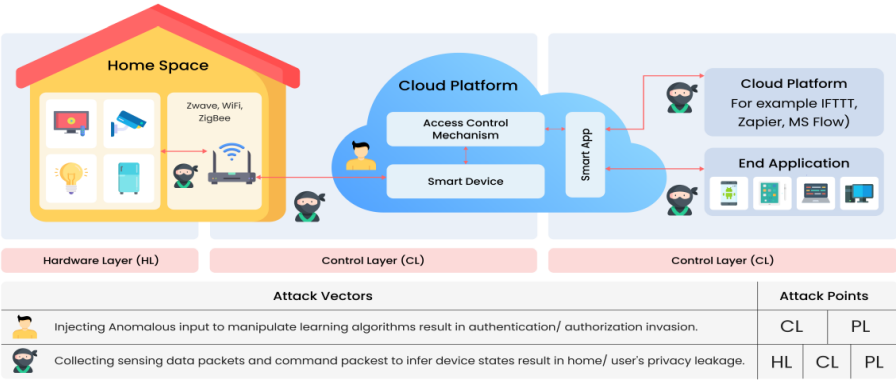 Home Space
Zwave, WiFi,
ZigBee
Cloud Platform
Access Control
Mechanism
Smart Device
Smart App
Cloud Platform
For example IFTTT,
Zapier, MS Flow)
End Application
Hardware Layer (HL)
Control Layer (CL)
Control Layer (CL)
Attack Vectors
Attack Points
Injecting Anomalous input to manipulate learning algorithms result in authentication/ authorization invasion.
CL
PL
Collecting sensing data packets and command packest to infer device states result in home/ user's privacy leakage.
HL
CL
PL